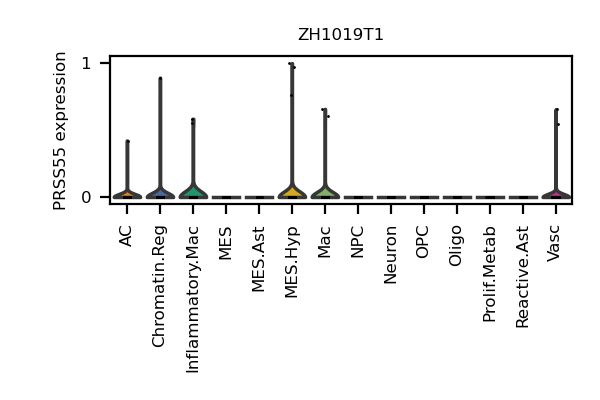 ZH1019T1
PRSS55 expression
1
0
AC
Chromatin.Reg
Inflammatory.Mac
MES
MES.Ast
MES.Hyp
Mac
NPC
Neuron
OPC
Oligo
Prolif.Metab
Reactive.Ast
Vasc